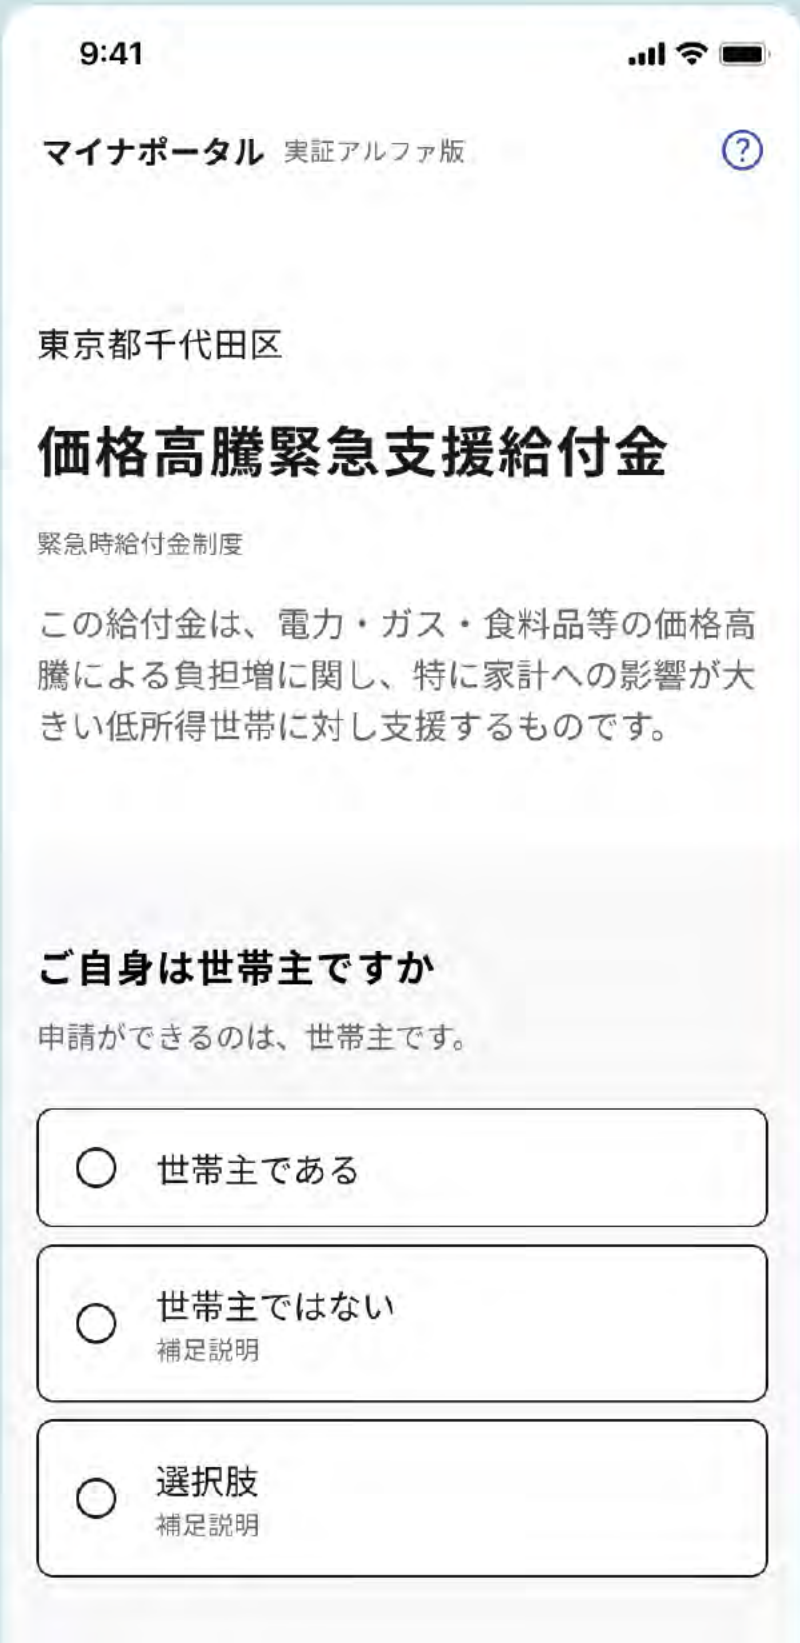 9:41
マイナポータル 実証アルファ版 ?
東京都千代田区
価格高騰緊急支援給付金
緊急時給付金制度
この給付金は、電力・ガス・食料品等の価格高
騰による負担増に関し、特に家計への影響が大
きい低所得世帯に対し支援するものです。
ご自身は世帯主ですか
申請ができるのは、世帯主です。
世帯主である
世帯主ではない
補足説明
選択肢
補足説明